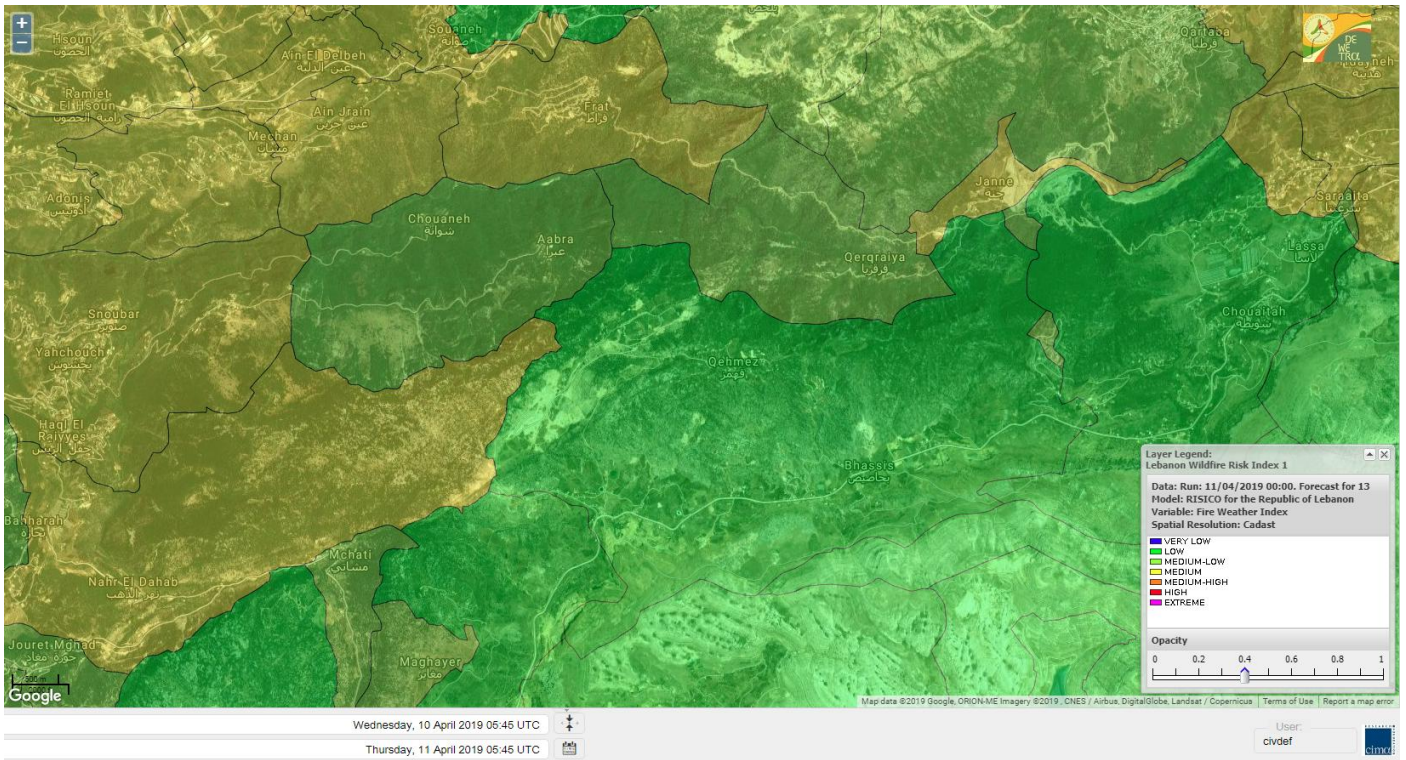 +
−
Hsoun
الحصون
Ramiet
El Hsoun
رامية الحصون
Ain El Delbeh
عين الدلبة
Souaneh
صوانة
Ain Jrain
عين جرين
Mechan
مشان
Frat
فراط
Qartaba
قرطبا
DE
WE
TRA
Adonis
أدونيس
Chouaneh
شوانة
Aabra
عبرا
Janne
جنة
Saraaita
Qerqraiya
قرقريا
Lassa
لاسا
Snoubar
صنوبر
Chouaitah
شويطة
Yahchouch
يحشوش
Qehmez
قهمز
Haql El
Raiyyes
حقل الريس
Bhassis
بحاصيص
Bahharah
بحارة
Mchati
مشاتي
Nahr El Dahab
نهر الدهب
Jouret Mghad
جورة مغاد
Maghayer
مغاير
500 m
Google
Layer Legend:
Lebanon Wildfire Risk Index 1
Data: Run: 11/04/2019 00:00. Forecast for 13
Model: RISICO for the Republic of Lebanon
Variable: Fire Weather Index
Spatial Resolution: Cadast
VERY LOW
LOW
MEDIUM-LOW
MEDIUM
MEDIUM-HIGH
HIGH
EXTREME
Opacity
0 0.2 0.4 0.6 0.8 1
Map data ©2019 Google, ORION-ME Imagery ©2019 , CNES / Airbus, DigitalGlobe, Landsat / Copernicus Terms of Use Report a map error
Wednesday, 10 April 2019 05:45 UTC
Thursday, 11 April 2019 05:45 UTC
User:
civdef
cima